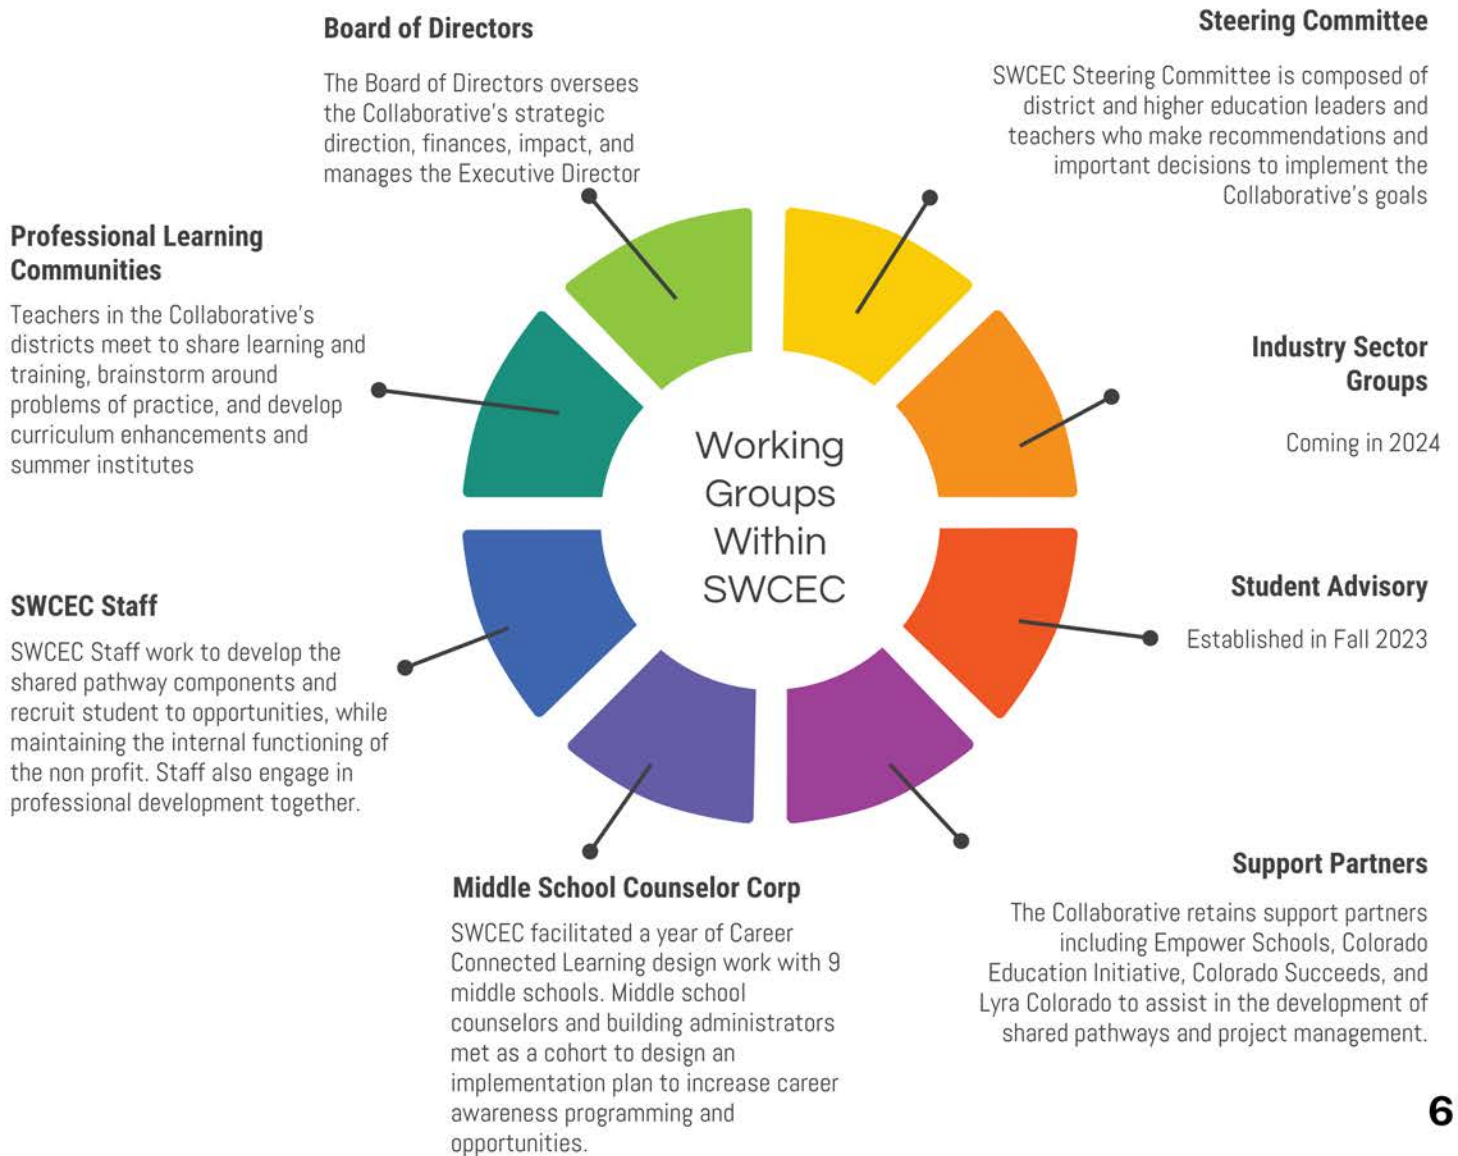 Board of Directors
The Board of Directors oversees
the Collaborative's strategic
direction, finances, impact, and
manages the Executive Director
Steering Committee
SWCEC Steering Committee is composed of
district and higher education leaders and
teachers who make recommendations and
important decisions to implement the
Collaborative's goals
Professional Learning
Communities
Teachers in the Collaborative's
districts meet to share learning and
training, brainstorm around
problems of practice, and develop
curriculum enhancements and
summer institutes
Industry Sector
Groups
Coming in 2024
Working
Groups
Within
SWCEC
Student Advisory
Established in Fall 2023
SWCEC Staff
SWCEC Staff work to develop the
shared pathway components and
recruit student to opportunities, while
maintaining the internal functioning of
the non profit. Staff also engage in
professional development together.
Middle School Counselor Corp
SWCEC facilitated a year of Career
Connected Learning design work with 9
middle schools. Middle school
counselors and building administrators
met as a cohort to design an
implementation plan to increase career
awareness programming and
opportunities.
Support Partners
The Collaborative retains support partners
including Empower Schools, Colorado
Education Initiative, Colorado Succeeds, and
Lyra Colorado to assist in the development of
shared pathways and project management.
6